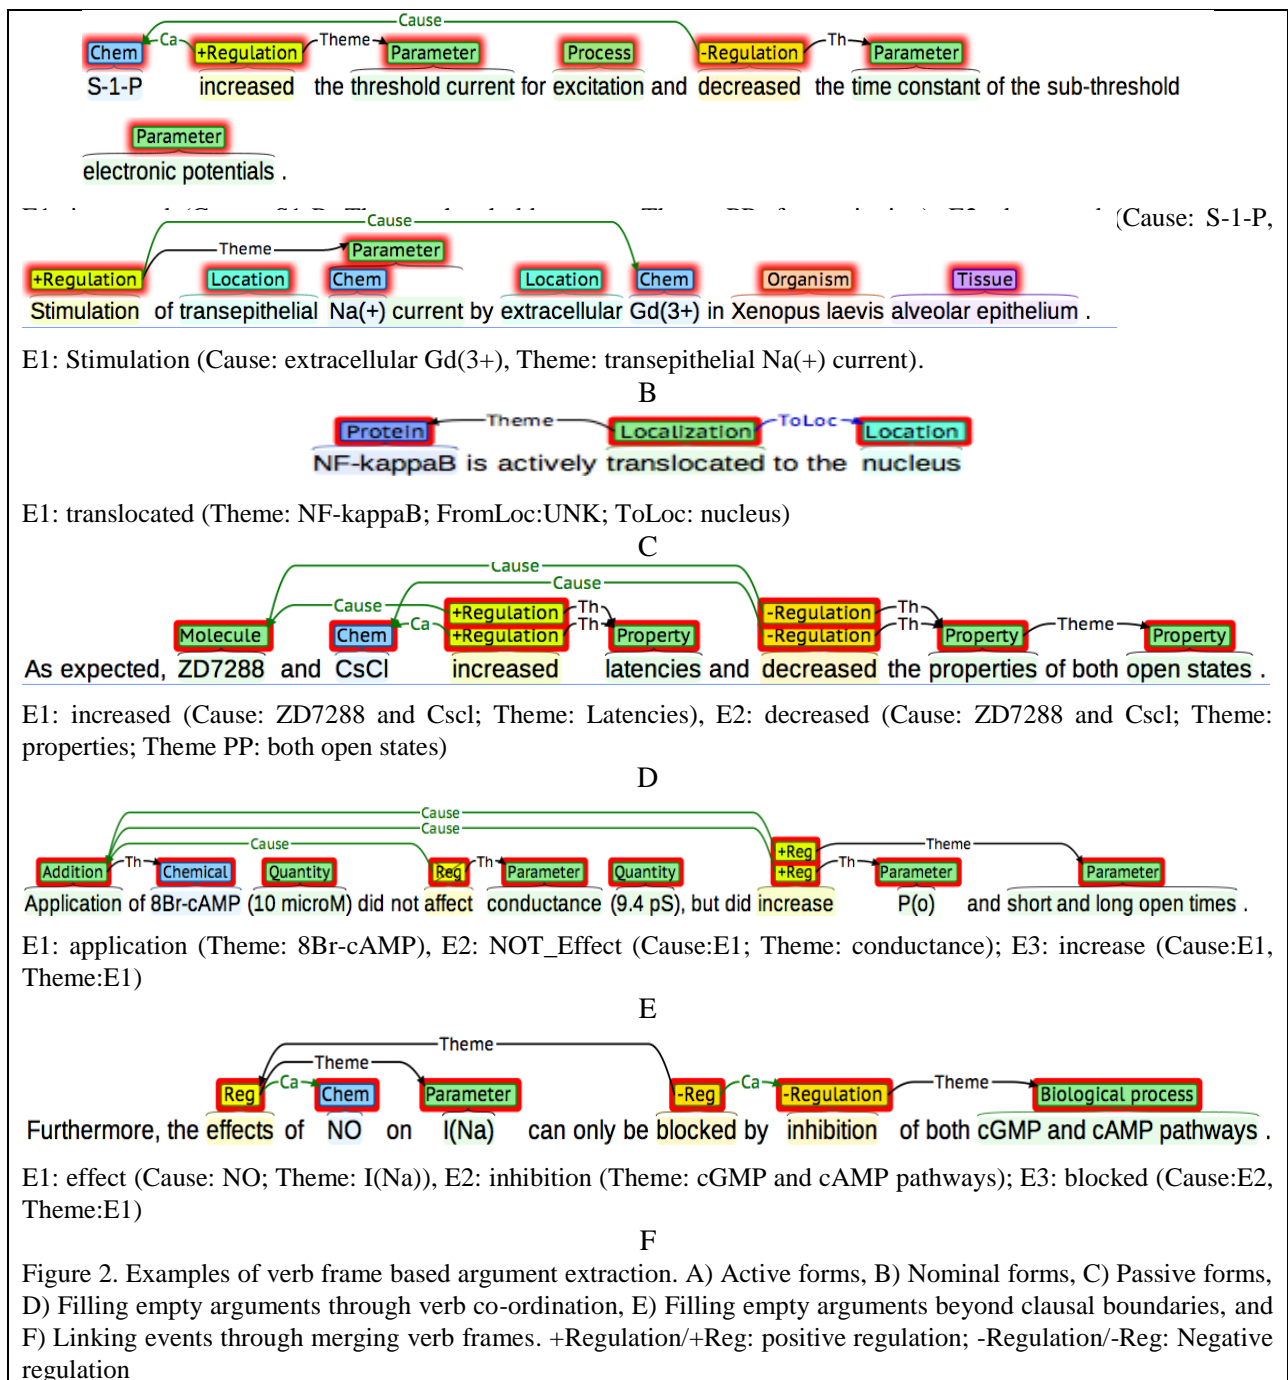 Cause
Chem Ca +Regulation Theme Parameter Process -Regulation Th Parameter
S-1-P increased the threshold current for excitation and decreased the time constant of the sub-threshold
Parameter
electronic potentials .
(Cause: S-1-P,
Cause
Theme Parameter
+Regulation Location Chem Location Chem Organism Tissue
Stimulation of transepithelial Na(+) current by extracellular Gd(3+) in Xenopus laevis alveolar epithelium .
E1: Stimulation (Cause: extracellular Gd(3+), Theme: transepithelial Na(+) current).
B
Protein Theme Localization ToLoc Location
NF-kappaB is actively translocated to the nucleus
E1: translocated (Theme: NF-kappaB; FromLoc:UNK; ToLoc: nucleus)
C
Cause
Cause
Cause +Regulation Th -Regulation Th
Molecule Chem Ca +Regulation Th Property -Regulation Th Property Theme Property
As expected, ZD7288 and CsCl increased latencies and decreased the properties of both open states .
E1: increased (Cause: ZD7288 and Cscl; Theme: Latencies), E2: decreased (Cause: ZD7288 and Cscl; Theme:
properties; Theme PP: both open states)
D
Cause
Cause
Cause +Reg Theme
Addition Th Chemical Quantity Reg Th Parameter Quantity +Reg Th Parameter Parameter
Application of 8Br-cAMP (10 microM) did not affect conductance (9.4 pS), but did increase P(o) and short and long open times .
E1: application (Theme: 8Br-cAMP), E2: NOT_Effect (Cause:E1; Theme: conductance); E3: increase (Cause:E1,
Theme:E1)
E
Theme
Theme
Reg Ca Chem Parameter -Reg Ca -Regulation Theme Biological process
Furthermore, the effects of NO on I(Na) can only be blocked by inhibition of both cGMP and cAMP pathways .
E1: effect (Cause: NO; Theme: I(Na)), E2: inhibition (Theme: cGMP and cAMP pathways); E3: blocked (Cause:E2,
Theme:E1)
F
Figure 2. Examples of verb frame based argument extraction. A) Active forms, B) Nominal forms, C) Passive forms,
D) Filling empty arguments through verb co-ordination, E) Filling empty arguments beyond clausal boundaries, and
F) Linking events through merging verb frames. +Regulation/+Reg: positive regulation; -Regulation/-Reg: Negative
regulation